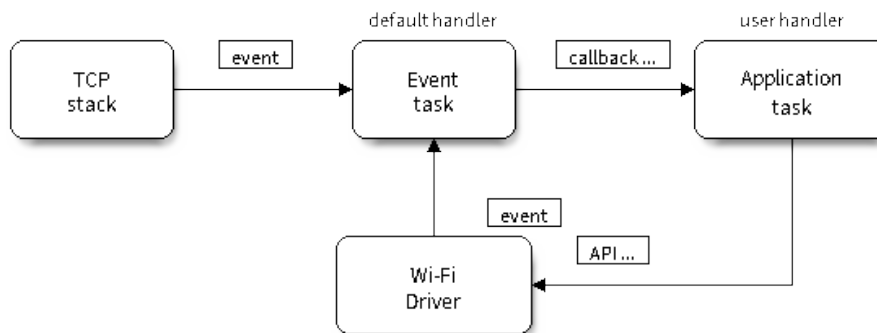 default handler
user handler
event
callback ...
TCP
stack
Event
task
Application
task
event
API ...
Wi-Fi
Driver